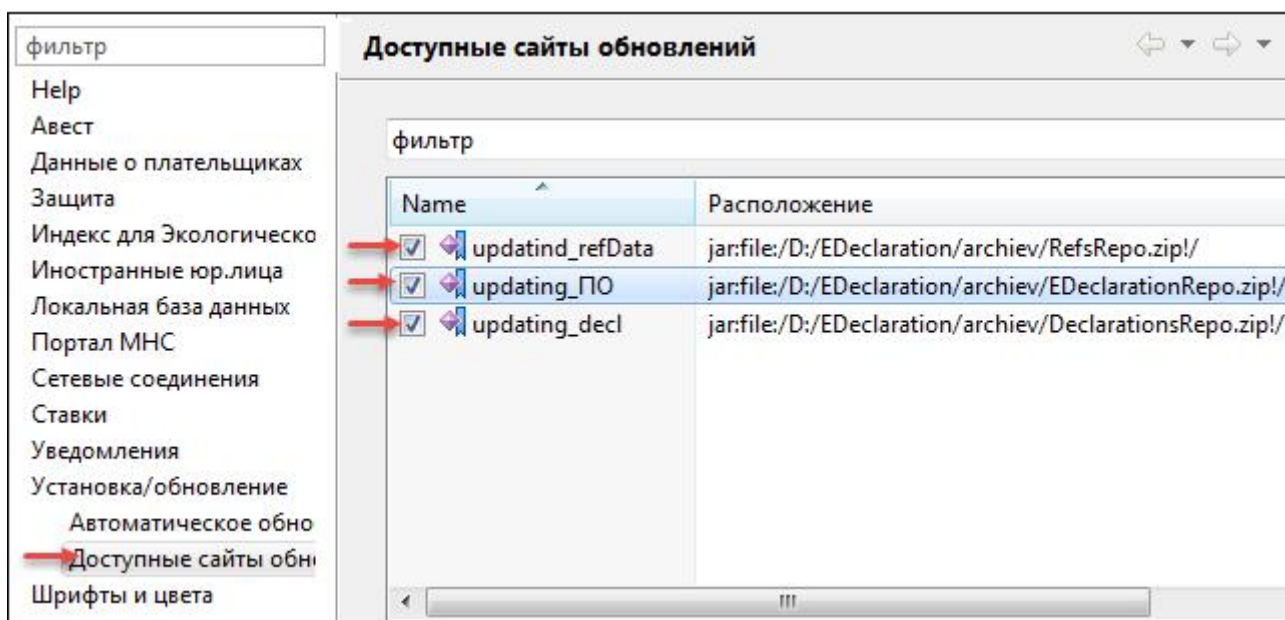 фильтр
Help
Авест
Данные о плательщиках
Защита
Индекс для Экологическо
Иностранные юр.лица
Локальная база данных
Портал МНС
Сетевые соединения
Ставки
Уведомления
Установка/обновление
Автоматическое обно
Доступные сайты обн
Шрифты и цвета
Доступные сайты обновлений
фильтр
Name Расположение
updatind_refData jar:file:/D:/EDeclaration/archiev/RefsRepo.zip!/
updating_ПО jar:file:/D:/EDeclaration/archiev/EDeclarationRepo.zip!/
updating_decl jar:file:/D:/EDeclaration/archiev/DeclarationsRepo.zip!/